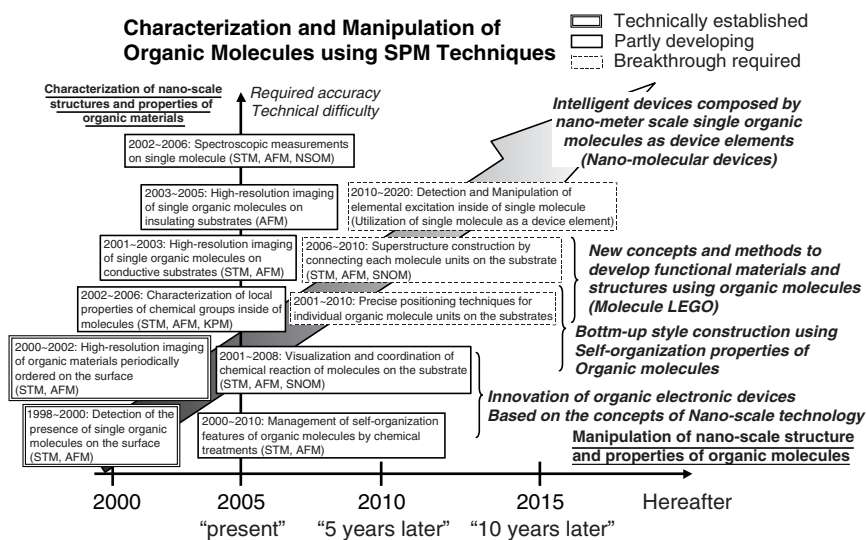 Characterization and Manipulation of
Organic Molecules using SPM Techniques
Technically established
Partly developing
Breakthrough required
Characterization of nano-scale
structures and properties of
organic materials
Required accuracy
Technical difficulty
Intelligent devices composed by
nano-meter scale single organic
molecules as device elements
(Nano-molecular devices)
2002~2006: Spectroscopic measurements
on single molecule (STM, AFM, NSOM)
2003~2005: High-resolution imaging
of single organic molecules on
insulating substrates (AFM)
2010~2020: Detection and Manipulation of
elemental excitation inside of single molecule
(Utilization of single molecule as a device element)
2001~2003: High-resolution imaging
of single organic molecules on
conductive substrates (STM, AFM)
2006~2010: Superstructure construction by
connecting each molecule units on the substrate
(STM, AFM, SNOM)
New concepts and methods to
develop functional materials and
structures using organic molecules
(Molecule LEGO)
2002~2006: Characterization of local
properties of chemical groups inside of
molecules (STM, AFM, KPM)
2001~2010: Precise positioning techniques for
individual organic molecule units on the substrates
Bottm-up style construction using
Self-organization properties of
Organic molecules
2000~2002: High-resolution imaging
of organic materials periodically
ordered on the surface
(STM, AFM)
2001~2008: Visualization and coordination of
chemical reaction of molecules on the substrate
(STM, AFM, SNOM)
Innovation of organic electronic devices
Based on the concepts of Nano-scale technology
1998~2000: Detection of the
presence of single organic
molecules on the surface
(STM, AFM)
2000~2010: Management of self-organization
features of organic molecules by chemical
treatments (STM, AFM)
Manipulation of nano-scale structure
and properties of organic molecules
2000
2005
2010
2015
Hereafter
“present”
“5 years later”
“10 years later”